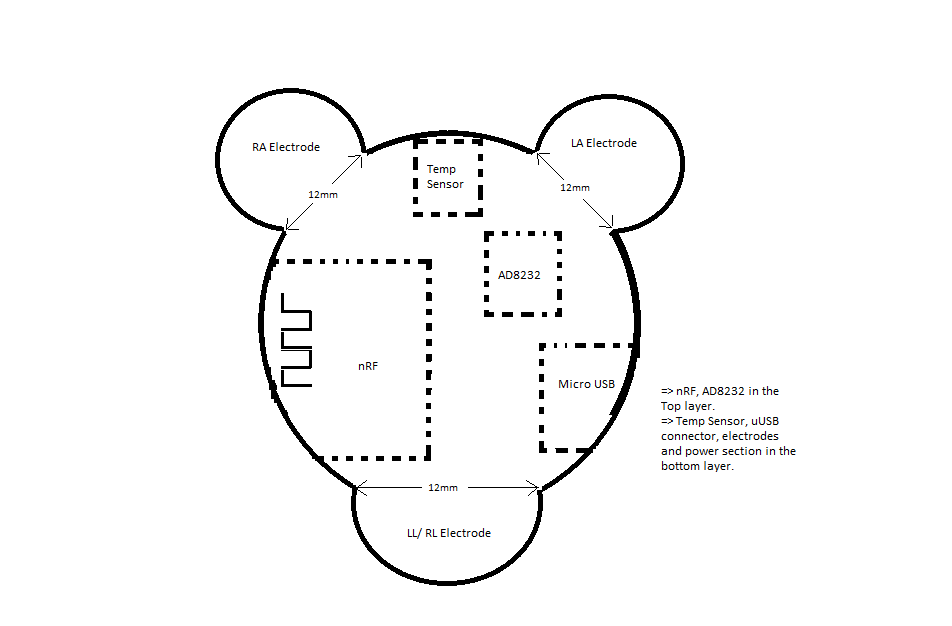 RA Electrode
LA Electrode
Temp
Sensor
12mm
12mm
AD8232
nRF
Micro USB
=> nRF, AD8232 in the
Top layer.
=> Temp Sensor, uUSB
connector, electrodes
and power section in the
bottom layer.
12mm
LL/ RL Electrode